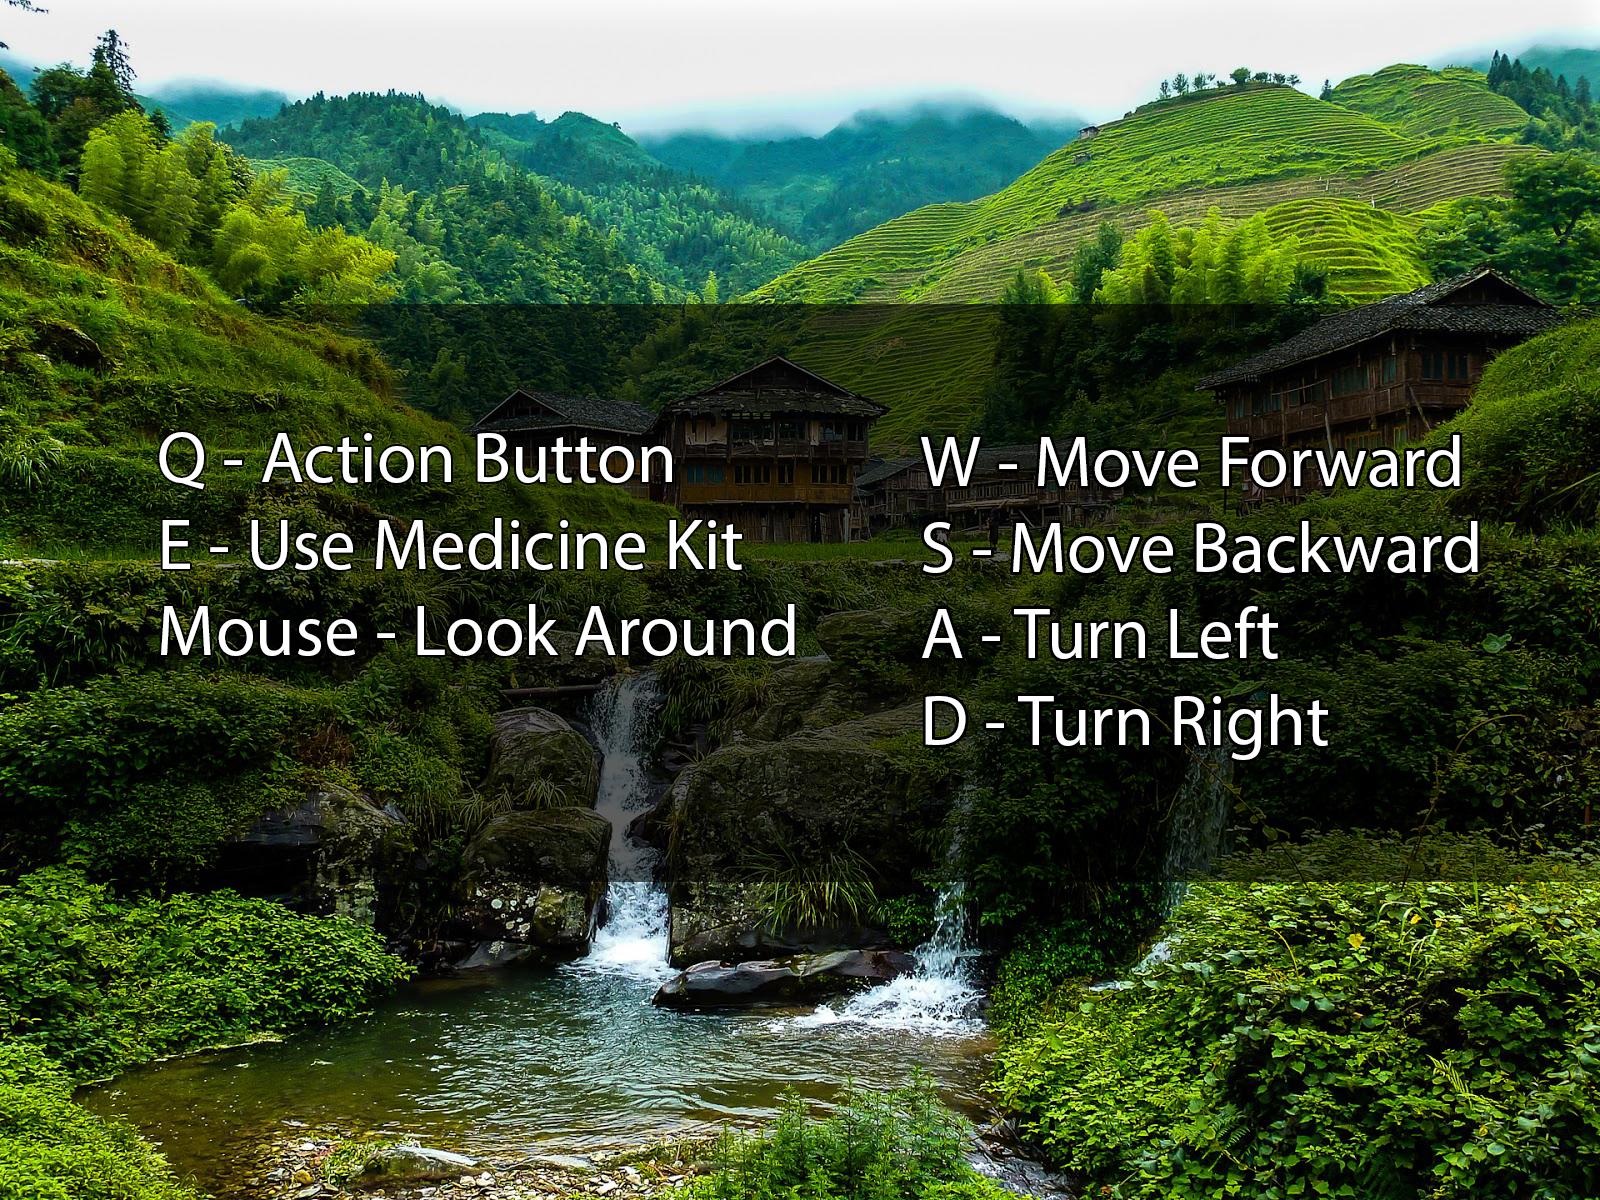 Q - Action Button
E - Use Medicine Kit
Mouse - Look Around
W - Move Forward
S - Move Backward
A - Turn Left
D - Turn Right